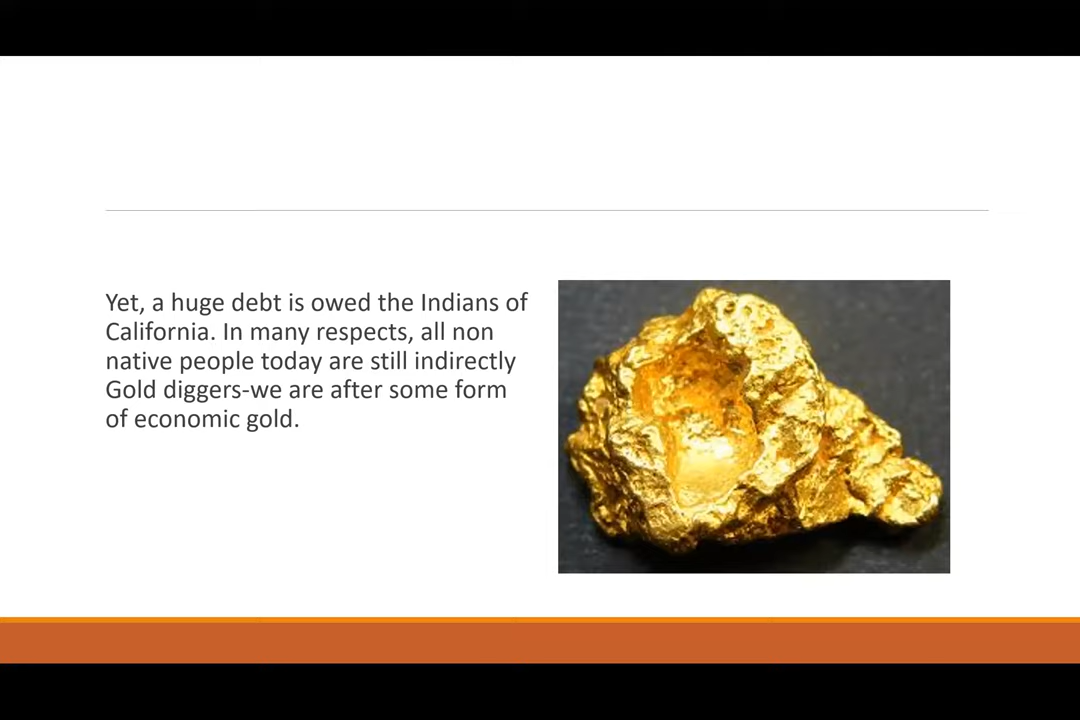 Yet, a huge debt is owed the Indians of
California. In many respects, all non
native people today are still indirectly
Gold diggers-we are after some form
of economic gold.